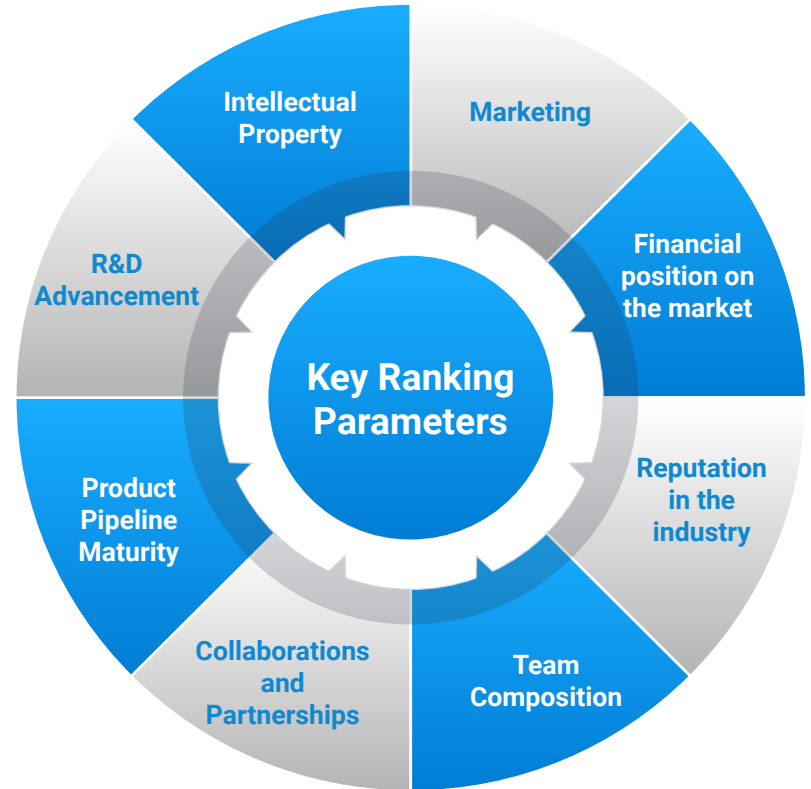 Intellectual
Property
Marketing
Financial
position on
the market
Reputation
in the
industry
Team
Composition
Collaborations
and
Partnerships
Product
Pipeline
Maturity
R&D
Advancement
Key Ranking
Parameters